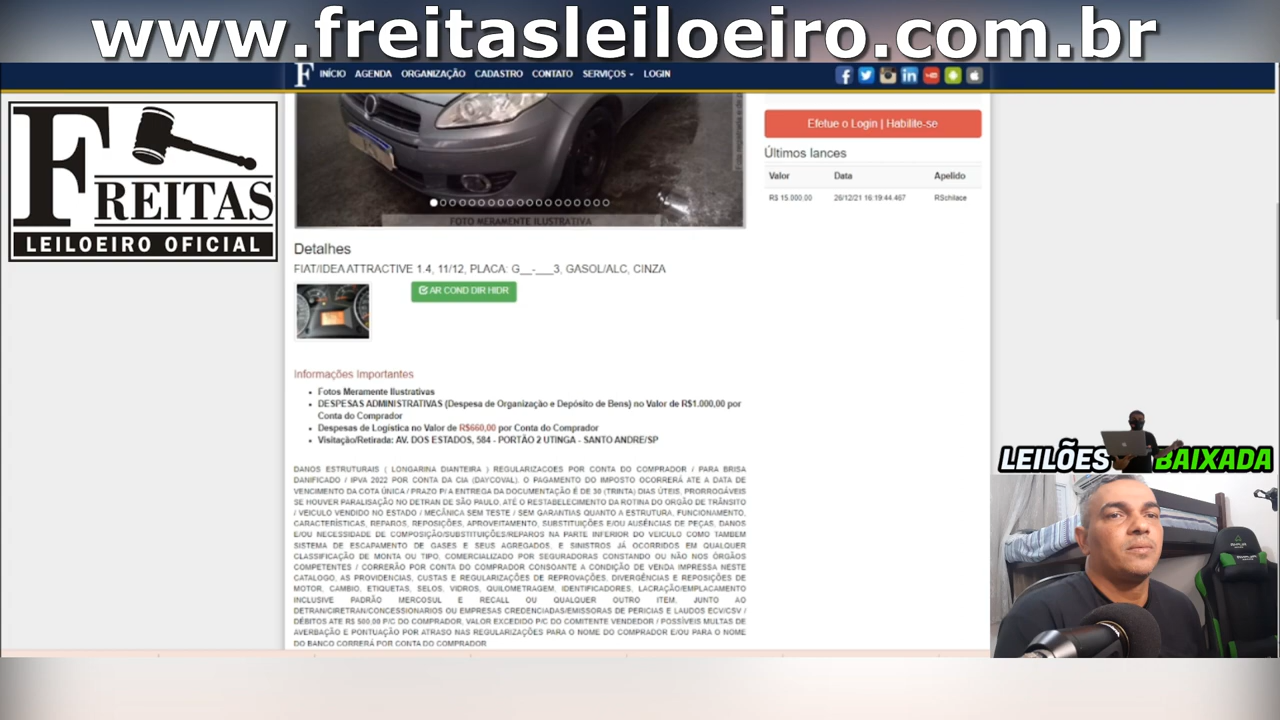 www.freitasleiloeiro.com.br
F INÍCIO AGENDA ORGANIZAÇÃO CADASTRO CONTATO SERVIÇOS LOGIN
FREITAS
LEILOEIRO OFICIAL
FOTO MERAMENTE ILUSTRATIVA
Efetue o Login | Habilite-se
Últimos lances
Valor Data Apelido
R$ 15.000.00 26/12/21 16:19:44.467 RSchilace
Detalhes
FIAT/IDEA ATTRACTIVE 1.4, 11/12, PLACA: G__-___3, GASOL/ALC, CINZA
AR COND DIR HIDR
Informações Importantes
Fotos Meramente Ilustrativas
DESPESAS ADMINISTRATIVAS (Despesa de Organização e Depósito de Bens) no Valor de R$1.000,00 por
Conta do Comprador
Despesas de Logística no Valor de R$660,00 por Conta do Comprador
Visitação/Retirada: AV. DOS ESTADOS, 584 - PORTÃO 2 UTINGA - SANTO ANDRE/SP
DANOS ESTRUTURAIS ( LONGARINA DIANTEIRA ) REGULARIZACOES POR CONTA DO COMPRADOR / PARA BRISA
DANIFICADO / IPVA 2022 POR CONTA DA CIA (DAYCOVAL). O PAGAMENTO DO IMPOSTO OCORRERÁ ATE A DATA DE
VENCIMENTO DA COTA ÚNICA / PRAZO P/ A ENTREGA DA DOCUMENTAÇÃO É DE 30 (TRINTA) DIAS ÚTEIS, PRORROGÁVEIS
SE HOUVER PARALISAÇÃO NO DETRAN DE SÃO PAULO, ATÉ O RESTABELECIMENTO DA ROTINA DO ORGÃO DE TRÂNSITO
/ VEICULO VENDIDO NO ESTADO / MECÂNICA SEM TESTE / SEM GARANTIAS QUANTO A ESTRUTURA, FUNCIONAMENTO,
CARACTERÍSTICAS, REPAROS, REPOSIÇÕES, APROVEITAMENTO, SUBSTITUIÇÕES E/OU AUSÊNCIAS DE PEÇAS, DANOS
E/OU NECESSIDADE DE COMPOSIÇÃO/SUBSTITUIÇÕES/REPAROS NA PARTE INFERIOR DO VEICULO COMO TAMBEM
SISTEMA DE ESCAPAMENTO DE GASES E SEUS AGREGADOS, E SINISTROS JÁ OCORRIDOS EM QUALQUER
CLASSIFICAÇÃO DE MONTA OU TIPO, COMERCIALIZADO POR SEGURADORAS CONSTANDO OU NÃO NOS ÓRGÃOS
COMPETENTES / CORRERÃO POR CONTA DO COMPRADOR CONSOANTE A CONDIÇÃO DE VENDA IMPRESSA NESTE
CATALOGO, AS PROVIDENCIAS, CUSTAS E REGULARIZAÇÕES DE REPROVAÇÕES, DIVERGÊNCIAS E REPOSIÇÕES DE
MOTOR, CAMBIO, ETIQUETAS, SELOS, VIDROS, QUILOMETRAGEM, IDENTIFICADORES, LACRAÇÃO/EMPLACAMENTO
INCLUSIVE PADRÃO MERCOSUL E RECALL OU QUALQUER OUTRO ITEM, JUNTO AO
DETRAN/CIRETRAN/CONCESSIONARIOS OU EMPRESAS CREDENCIADAS/EMISSORAS DE PERICIAS E LAUDOS ECV/CSV /
DÉBITOS ATE R$ 500,00 P/C DO COMPRADOR, VALOR EXCEDIDO P/C DO COMITENTE VENDEDOR / POSSÍVEIS MULTAS DE
AVERBAÇÃO E PONTUAÇÃO POR ATRASO NAS REGULARIZAÇÕES PARA O NOME DO COMPRADOR E/OU PARA O NOME
DO BANCO CORRERÁ POR CONTA DO COMPRADOR
LEILÕES BAIXADA